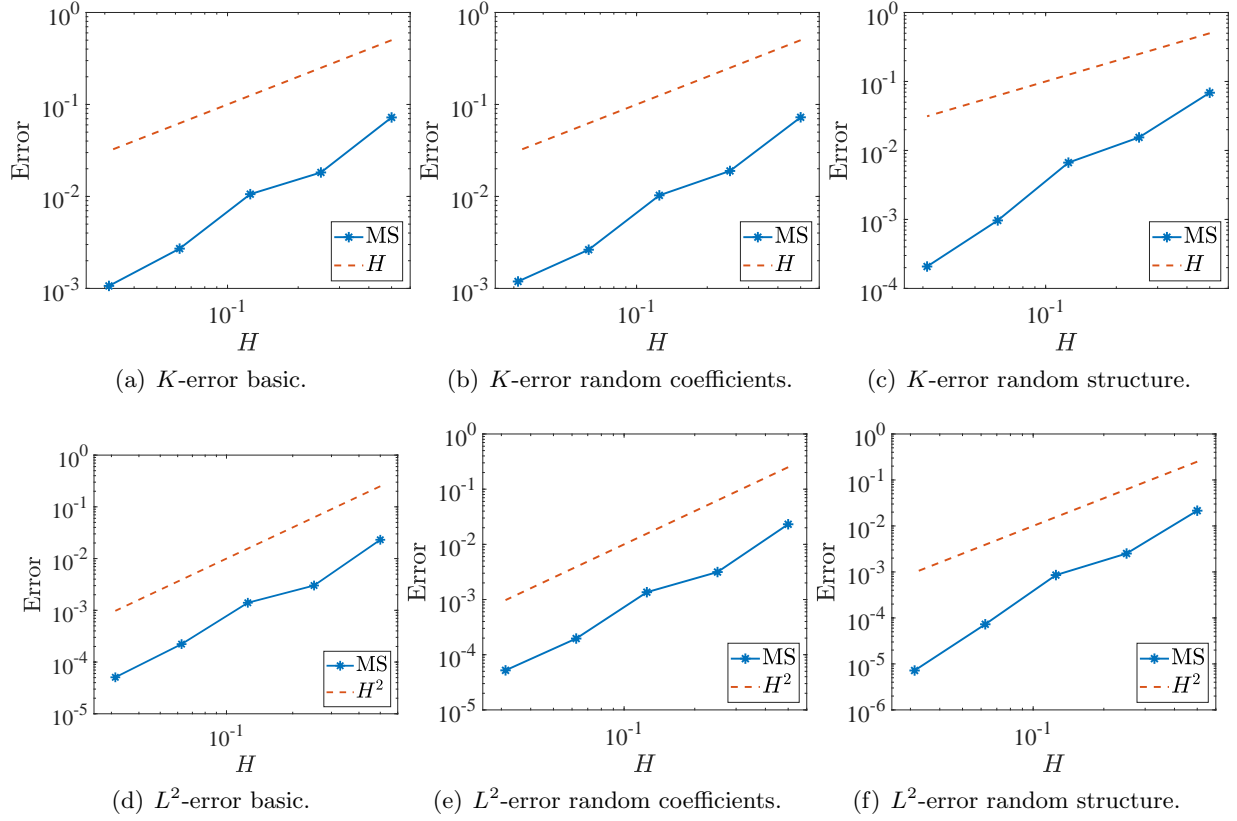 10^0
10^-1
10^-2
10^-3
Error
10^-1
H
MS
H
(a) K-error basic.
10^0
10^-1
10^-2
10^-3
Error
10^-1
H
MS
H
(b) K-error random coefficients.
10^0
10^-1
10^-2
10^-3
10^-4
Error
10^-1
H
MS
H
(c) K-error random structure.
10^0
10^-1
10^-2
10^-3
10^-4
10^-5
Error
10^-1
H
MS
H^2
(d) L^2-error basic.
10^0
10^-1
10^-2
10^-3
10^-4
10^-5
Error
10^-1
H
MS
H^2
(e) L^2-error random coefficients.
10^0
10^-1
10^-2
10^-3
10^-4
10^-5
10^-6
Error
10^-1
H
MS
H^2
(f) L^2-error random structure.